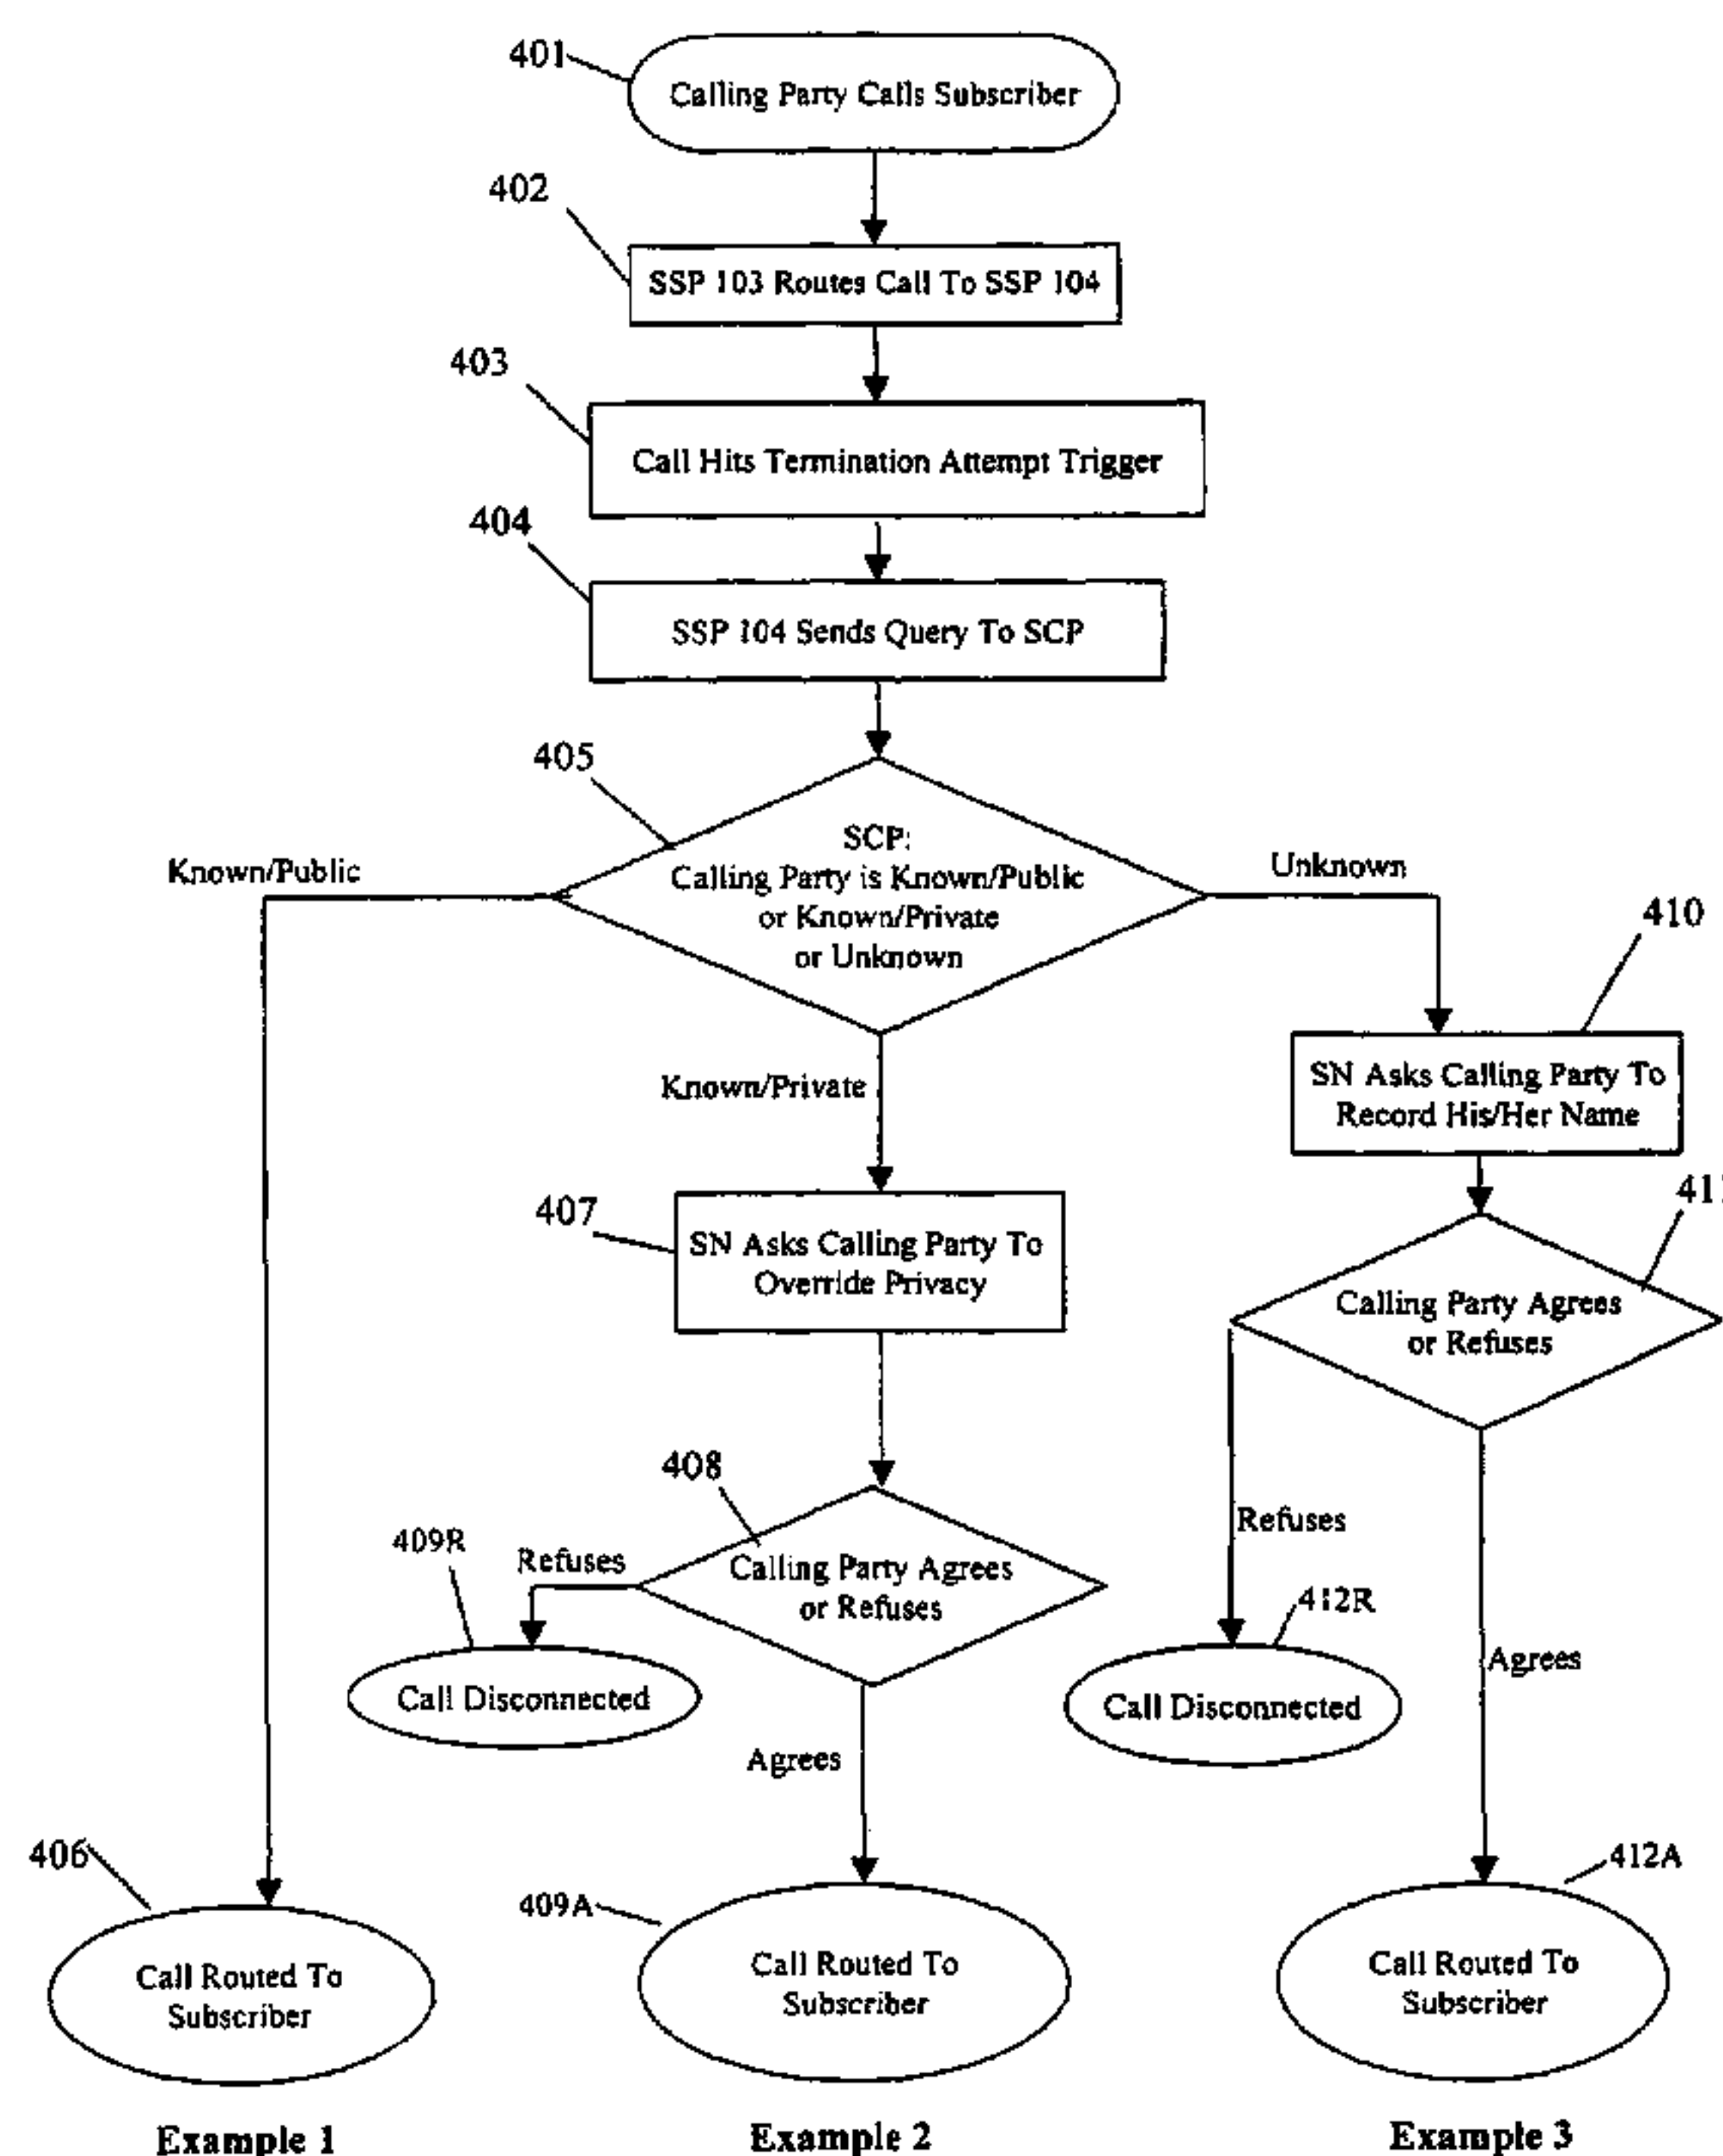 401
Calling Party Calls Subscriber
402
SSP 103 Routes Call To SSP 104
403
Call Hits Termination Attempt Trigger
404
SSP 104 Sends Query To SCP
405
SCP:
Calling Party is Known/Public
or Known/Private
or Unknown
Known/Public
Unknown
410
SN Asks Calling Party To
Record His/Her Name
Known/Private
407
SN Asks Calling Party To
Override Privacy
Calling Party Agrees
or Refuses
408
Calling Party Agrees
or Refuses
409R
Refuses
Call Disconnected
Refuses
412R
Call Disconnected
Agrees
Agrees
406
Call Routed To
Subscriber
409A
Call Routed To
Subscriber
412A
Call Routed To
Subscriber
Example 1
Example 2
Example 3